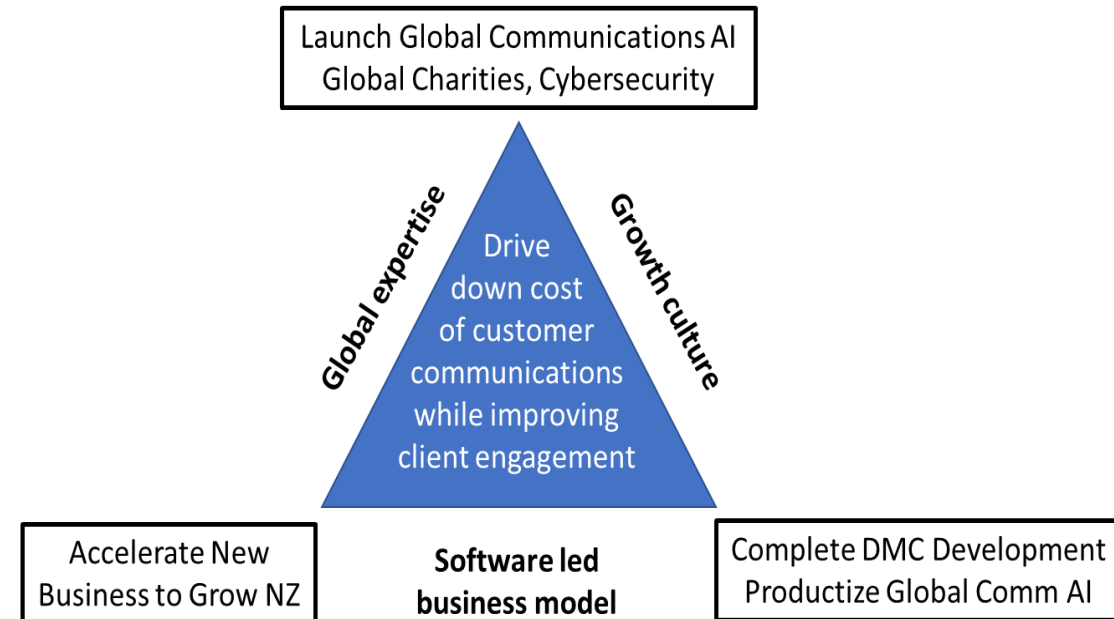 Launch Global Communications AI
Global Charities, Cybersecurity
Global expertise
Growth culture
Drive
down cost
of customer
communications
while improving
client engagement
Accelerate New
Business to Grow NZ
Software led
business model
Complete DMC Development
Productize Global Comm AI